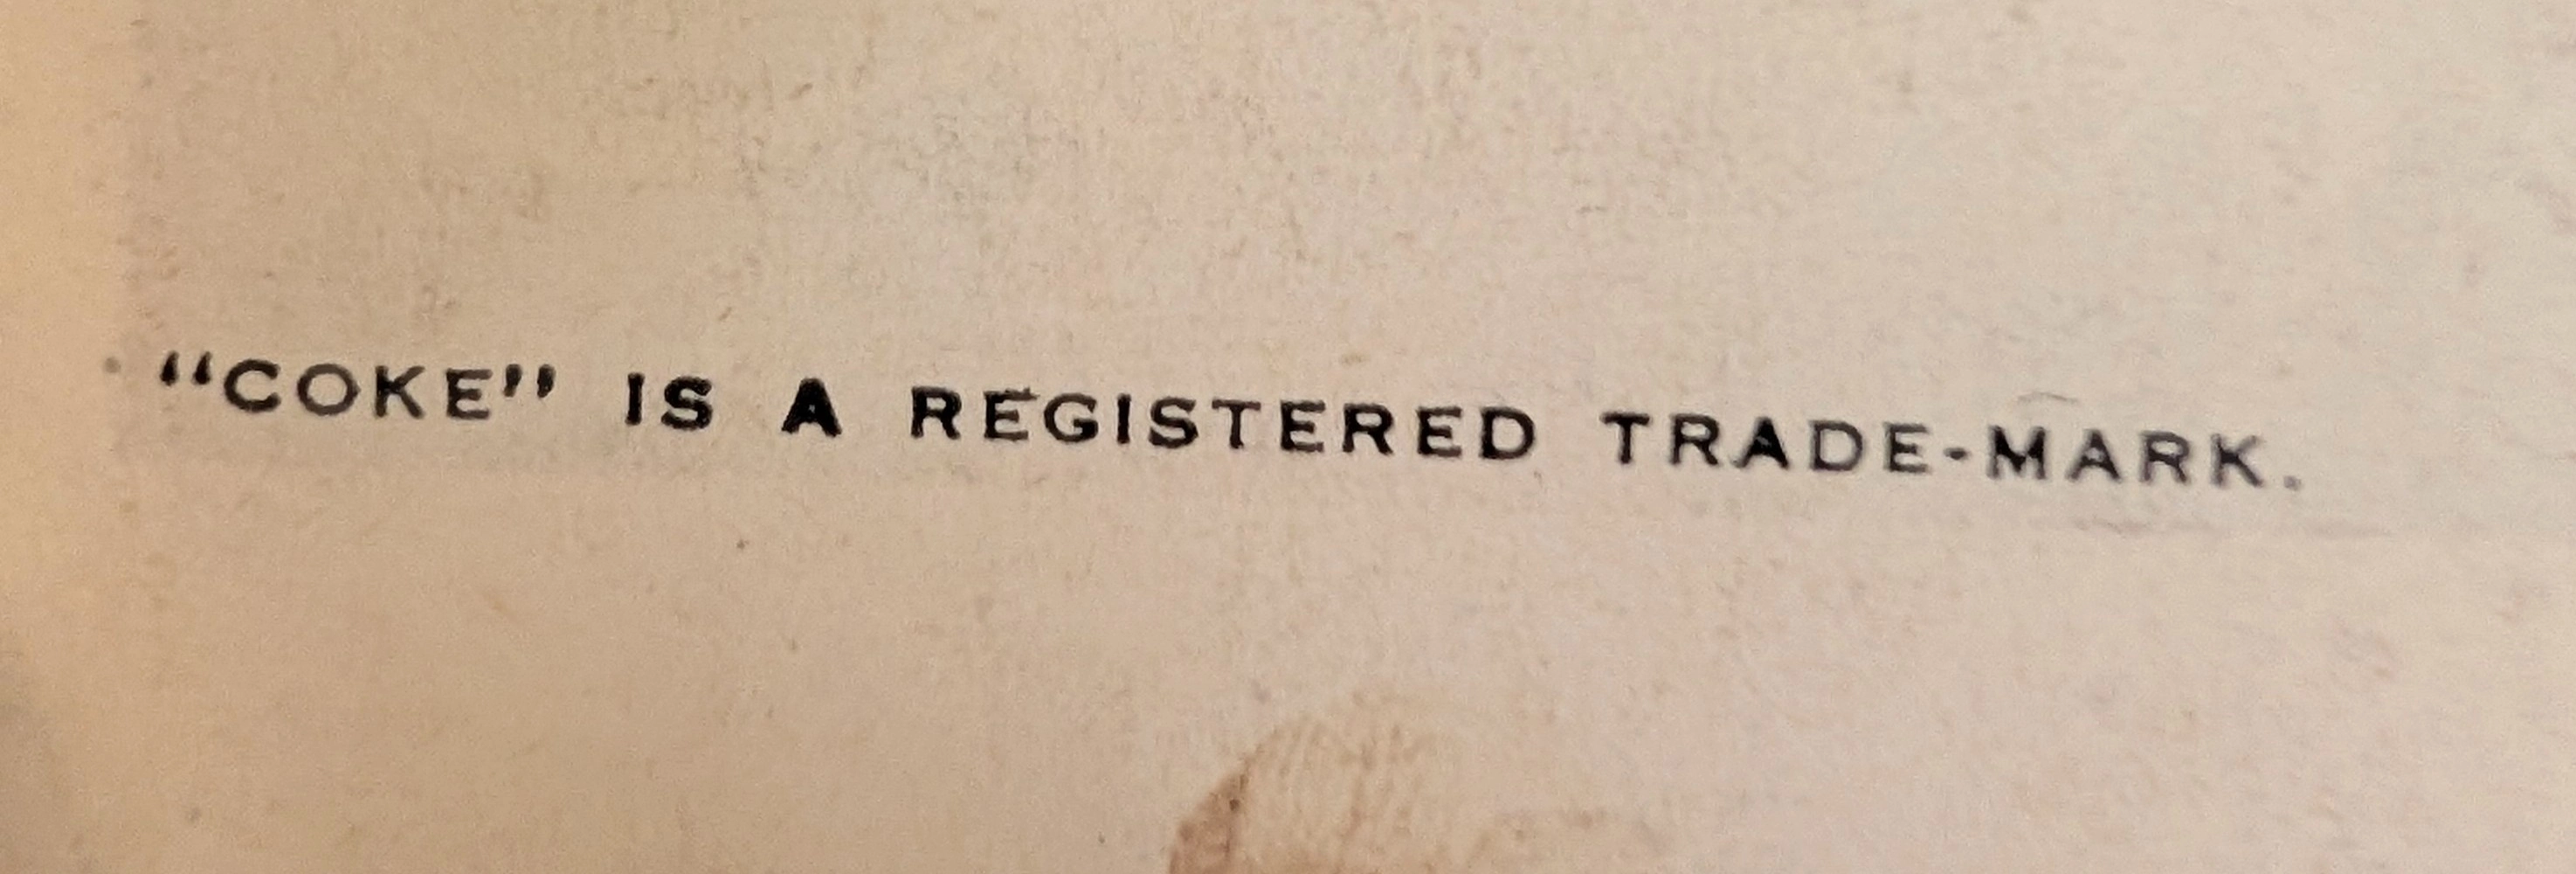 “COKE” IS A REGISTERED TRADE-MARK.